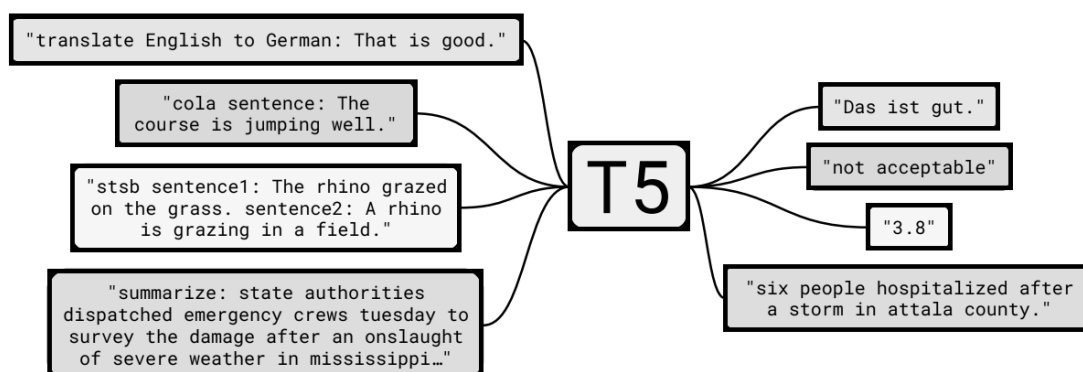 "translate English to German: That is good."
"cola sentence: The
course is jumping well."
"stsb sentence1: The rhino grazed
on the grass. sentence2: A rhino
is grazing in a field."
"summarize: state authorities
dispatched emergency crews tuesday to
survey the damage after an onslaught
of severe weather in mississippi…"
T5
"Das ist gut."
"not acceptable"
"3.8"
"six people hospitalized after
a storm in attala county."